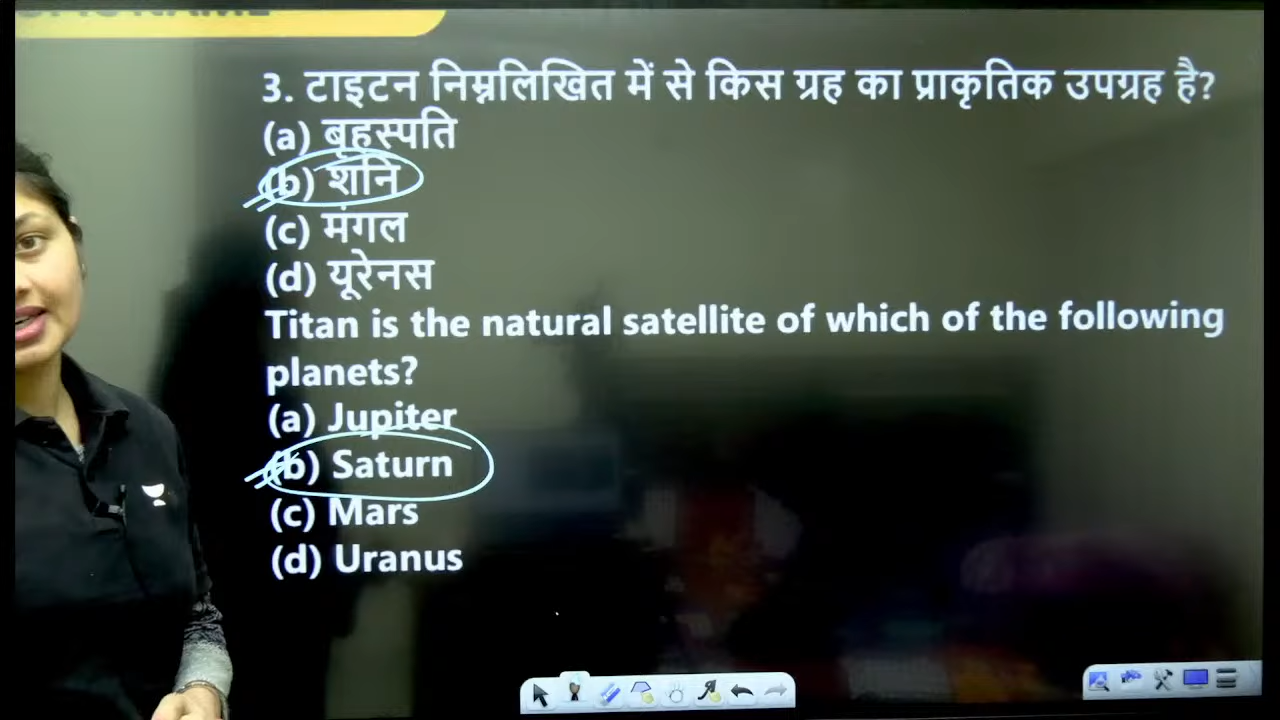 3. टाइटन निम्नलिखित में से किस ग्रह का प्राकृतिक उपग्रह है?
(a) बृहस्पति
(b) शनि
(c) मंगल
(d) यूरेनस
Titan is the natural satellite of which of the following
planets?
(a) Jupiter
(b) Saturn
(c) Mars
(d) Uranus